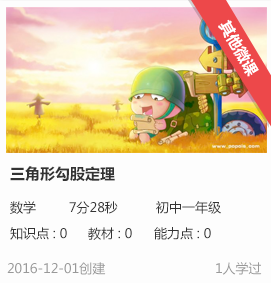 其他微课
www.popole.com
三角形勾股定理
数学 7分28秒 初中一年级
知识点 : 0 教材 : 0 能力点 : 0
2016-12-01创建 1人学过